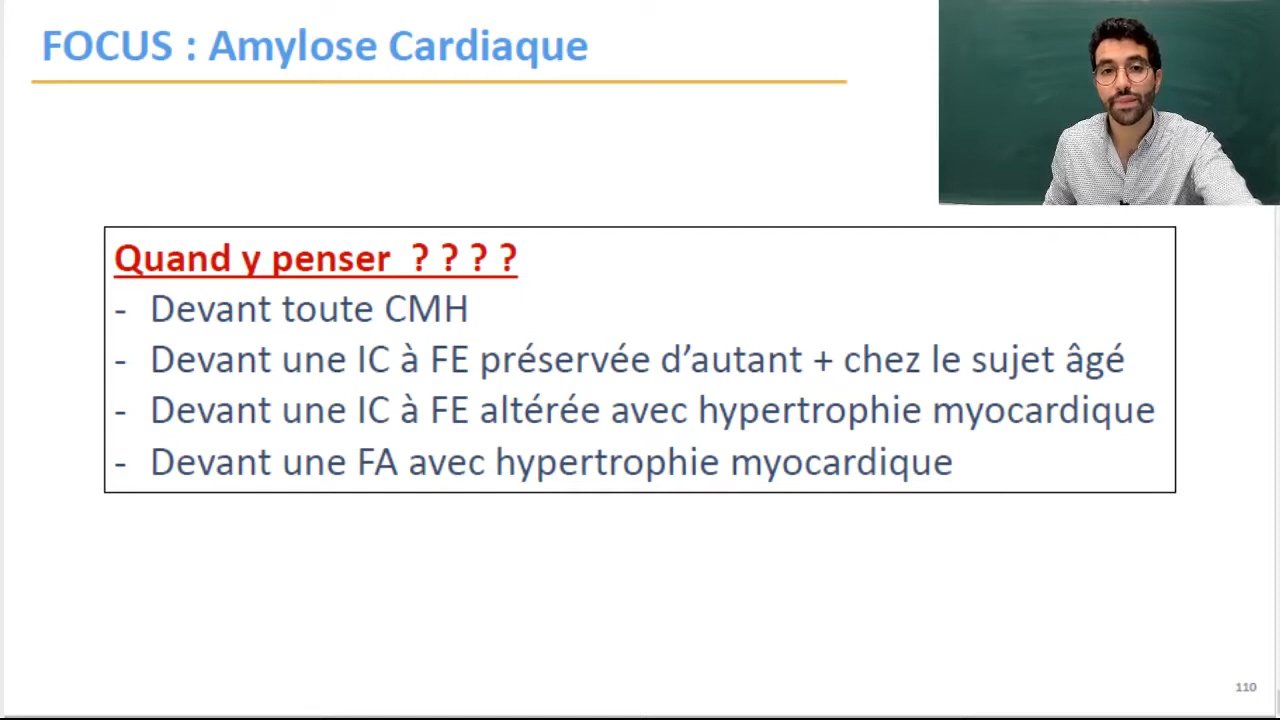 FOCUS : Amylose Cardiaque
Quand y penser ? ? ? ?
- Devant toute CMH
- Devant une IC à FE préservée d’autant + chez le sujet âgé
- Devant une IC à FE altérée avec hypertrophie myocardique
- Devant une FA avec hypertrophie myocardique
110